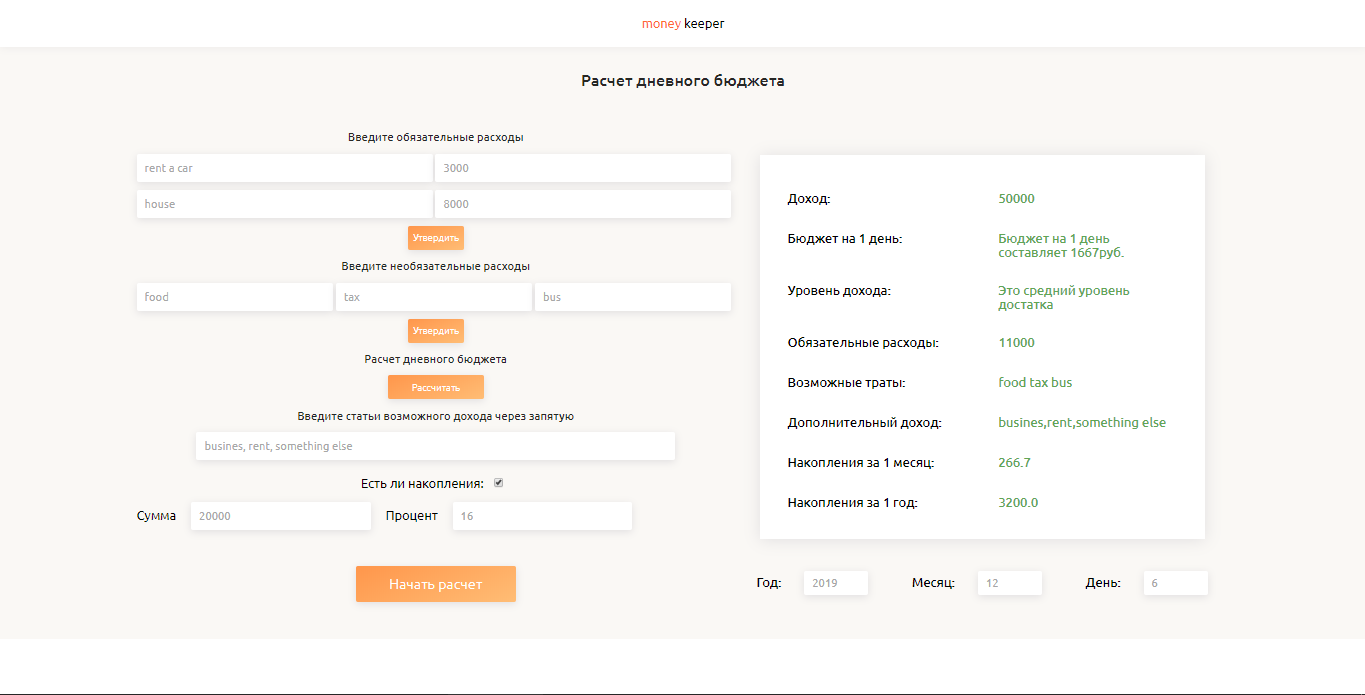 money keeper
Расчет дневного бюджета
Введите обязательные расходы
rent a car 3000
house 8000
Утвердить
Введите необязательные расходы
food tax bus
Утвердить
Расчет дневного бюджета
Рассчитать
Введите статьи возможного дохода через запятую
busines, rent, something else
Есть ли накопления:
Сумма 20000 Процент 16
Начать расчет
Доход: 50000
Бюджет на 1 день: Бюджет на 1 день
составляет 1667руб.
Уровень дохода: Это средний уровень
достатка
Обязательные расходы: 11000
Возможные траты: food tax bus
Дополнительный доход: busines,rent,something else
Накопления за 1 месяц: 266.7
Накопления за 1 год: 3200.0
Год: 2019 Месяц: 12 День: 6